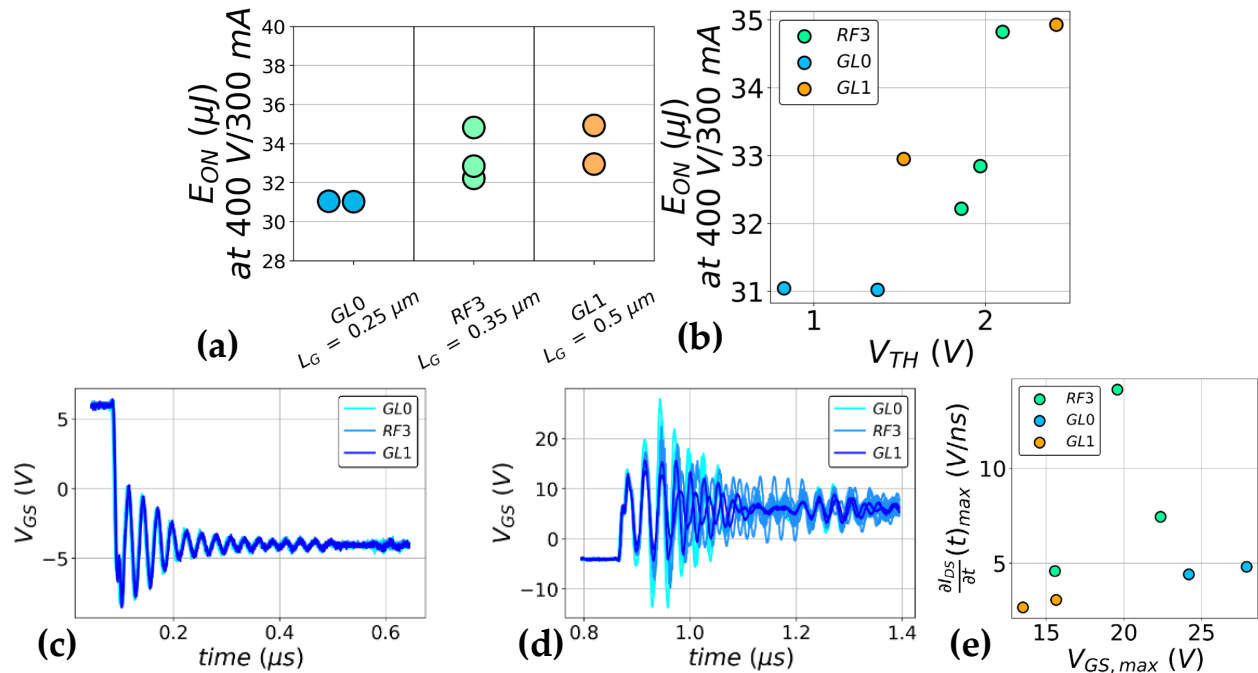 E_ON (μJ)
at 400 V/300 mA
40
38
36
34
32
30
28
GL0
L_G = 0.25 μm
RF3
L_G = 0.35 μm
GL1
L_G = 0.5 μm
(a)
E_ON (μJ)
at 400 V/300 mA
35
34
33
32
31
RF3
GL0
GL1
1
2
V_TH (V)
(b)
V_GS (V)
5
0
−5
GL0
RF3
GL1
0.2
0.4
0.6
time (μs)
(c)
V_GS (V)
20
10
0
−10
GL0
RF3
GL1
0.8
1.0
1.2
1.4
time (μs)
(d)
∂I_DS/∂t (t)_max (V/ns)
10
5
RF3
GL0
GL1
15
20
25
V_GS,max (V)
(e)